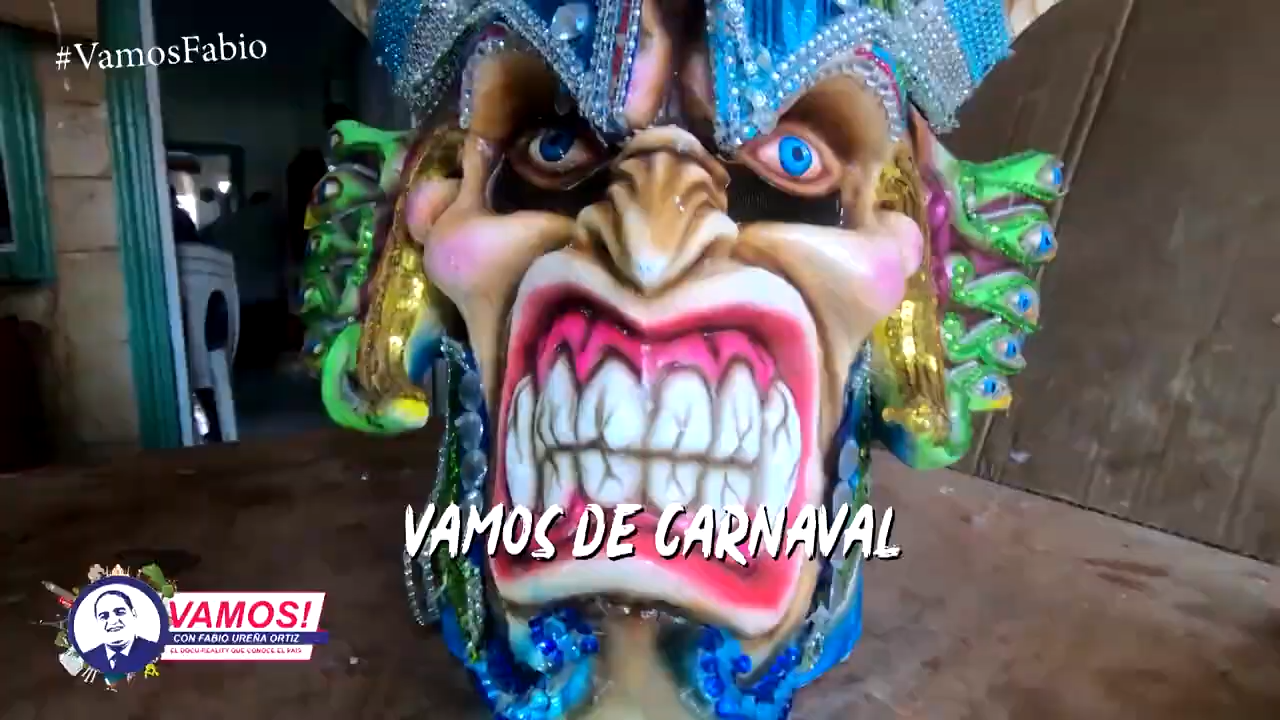 #VamosFabio
VAMOS DE CARNAVAL
VAMOS!
CON FABIO UREÑA ORTIZ
EL DOCU-REALITY QUE CONOCE EL PAÍS